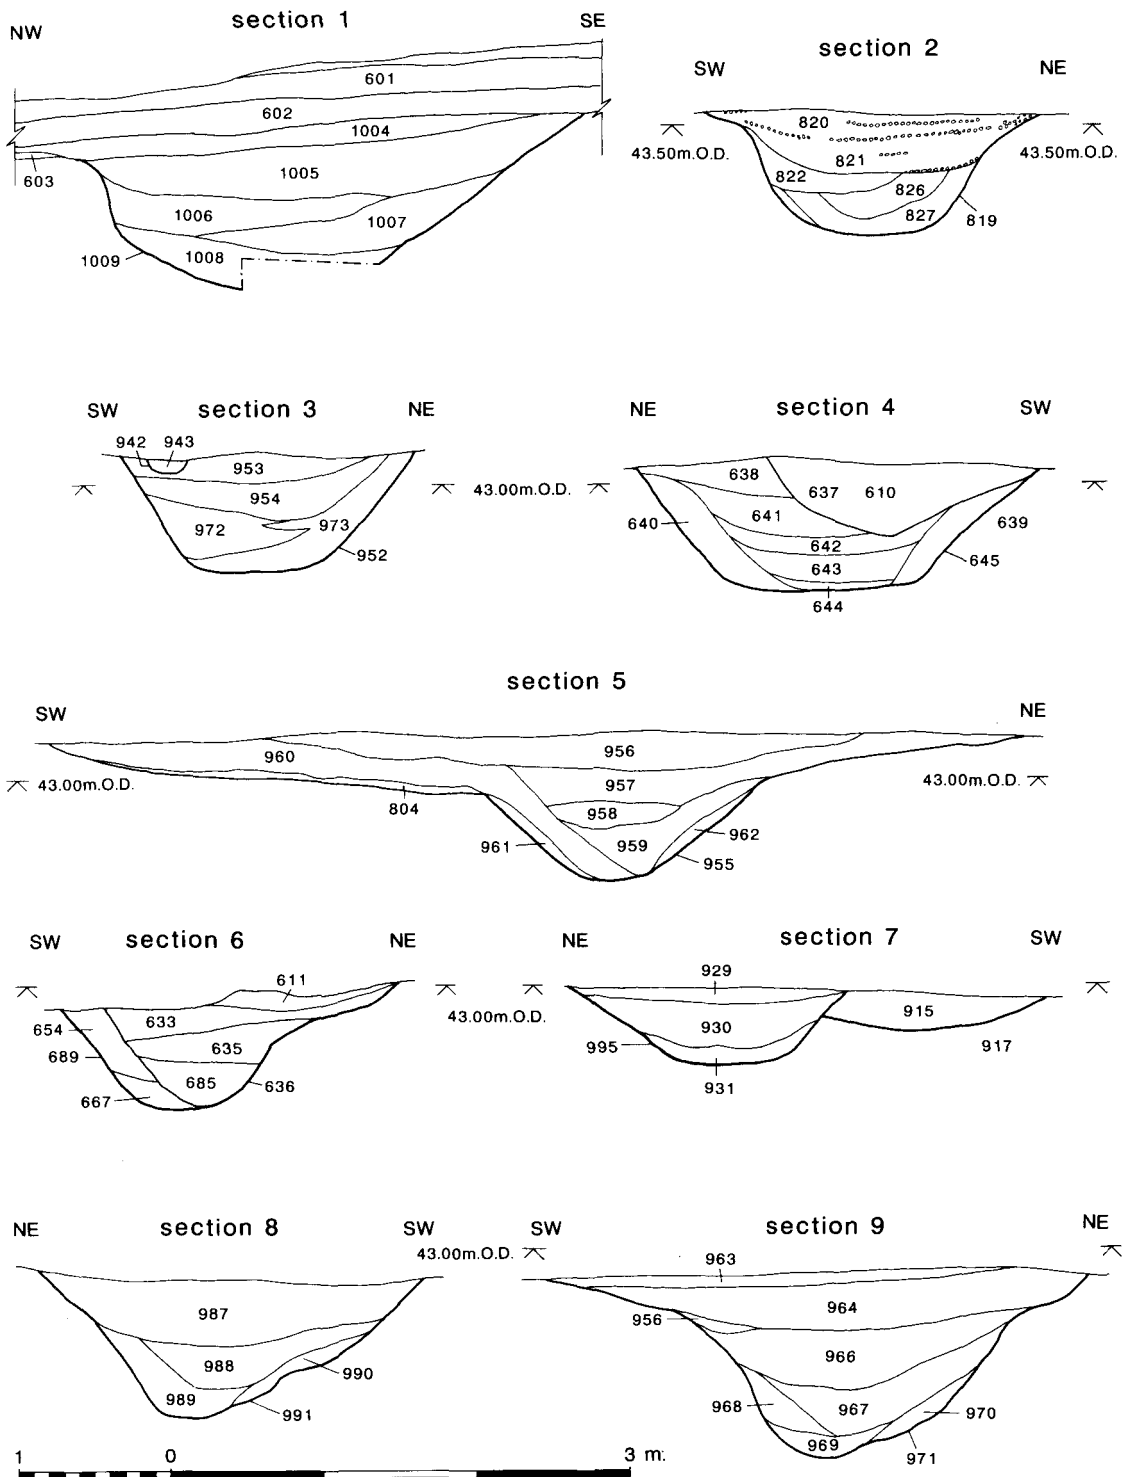 section 1
NW
SE
601
602
1004
603
1005
1006
1007
1009
1008
section 2
SW
NE
820
43.50m.O.D.
43.50m.O.D.
821
822
826
827
819
section 3
SW
NE
942
943
953
954
972
973
952
43.00m.O.D.
section 4
NE
SW
638
637
610
641
640
639
642
643
645
644
section 5
SW
NE
960
956
43.00m.O.D.
957
43.00m.O.D.
804
958
961
959
962
955
section 6
SW
NE
611
43.00m.O.D.
633
654
635
689
685
636
667
section 7
NE
SW
929
915
930
995
917
931
section 8
NE
SW
43.00m.O.D.
987
988
990
989
991
section 9
SW
NE
963
964
956
966
968
967
970
969
971
1 0 3 m: